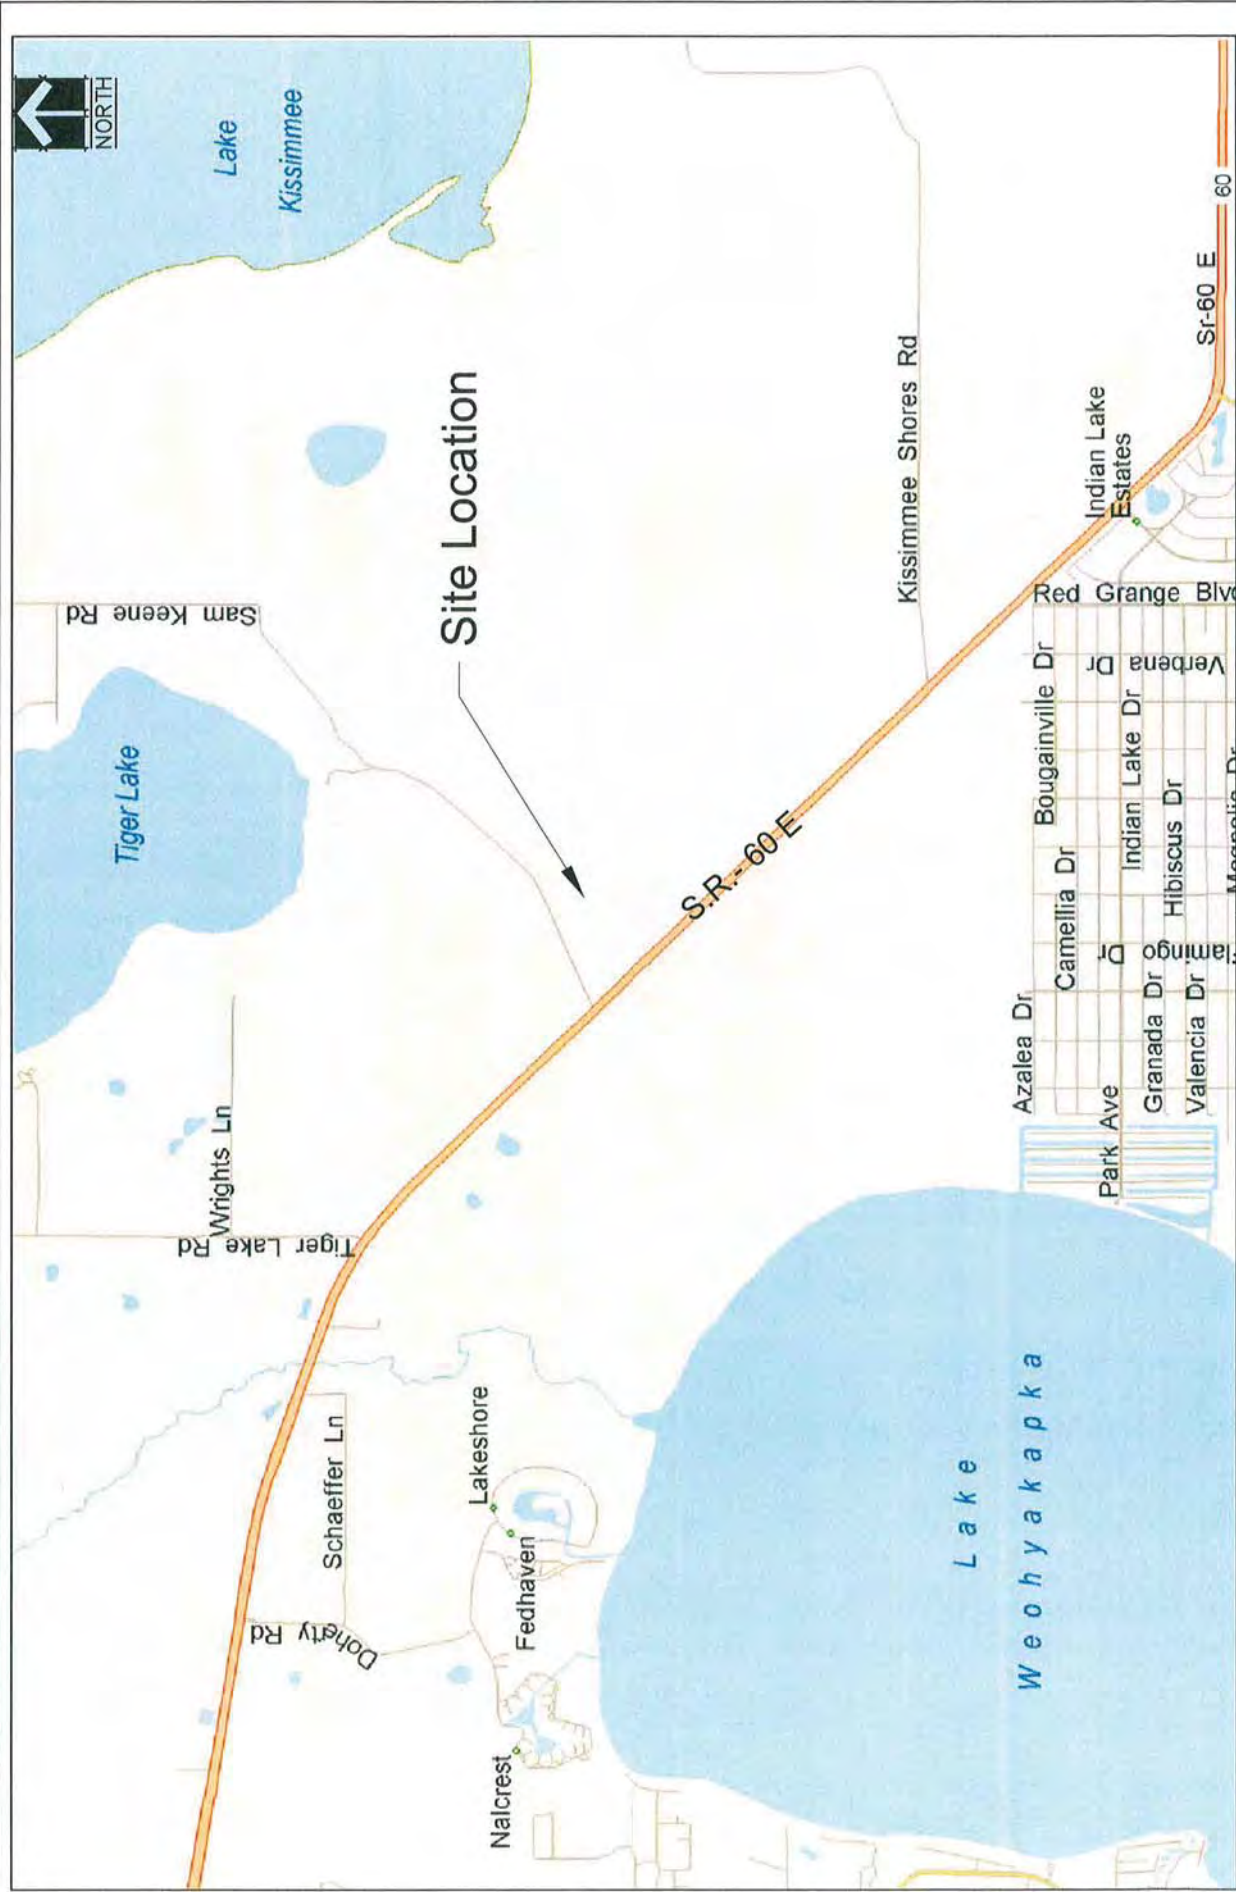 NORTH
Lake
Kissimmee
Tiger Lake
Sam Keene Rd
Wrights Ln
Tiger Lake Rd
Site Location
Schaeffer Ln
Doherty Rd
Lakeshore
Fedhaven
Nalcrest
S.R.- 60 E
Kissimmee Shores Rd
Indian Lake
Estates
Sr-60 E
60
Red Grange Blvd
Verbena Dr
Bougainville Dr
Indian Lake Dr
Camellia Dr
Hibiscus Dr
Azalea Dr
Granada Dr
Valencia Dr
Park Ave
Lake
Weohyakapka